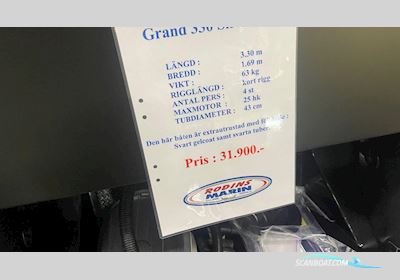 Grand 330
LÄNGD : 3.30 m
BREDD : 1.69 m
VIKT : 63 kg
RIGGLÄNGD : kort rigg
ANTAL PERS : 4 st
MAXMOTOR : 25 hk
TUBDIAMETER : 43 cm
Den här båten är extrautrustad med
Svart gelcoat samt svarta tuber
Pris : 31.900.-
RODINS
MARIN
SCANBOAT.COM